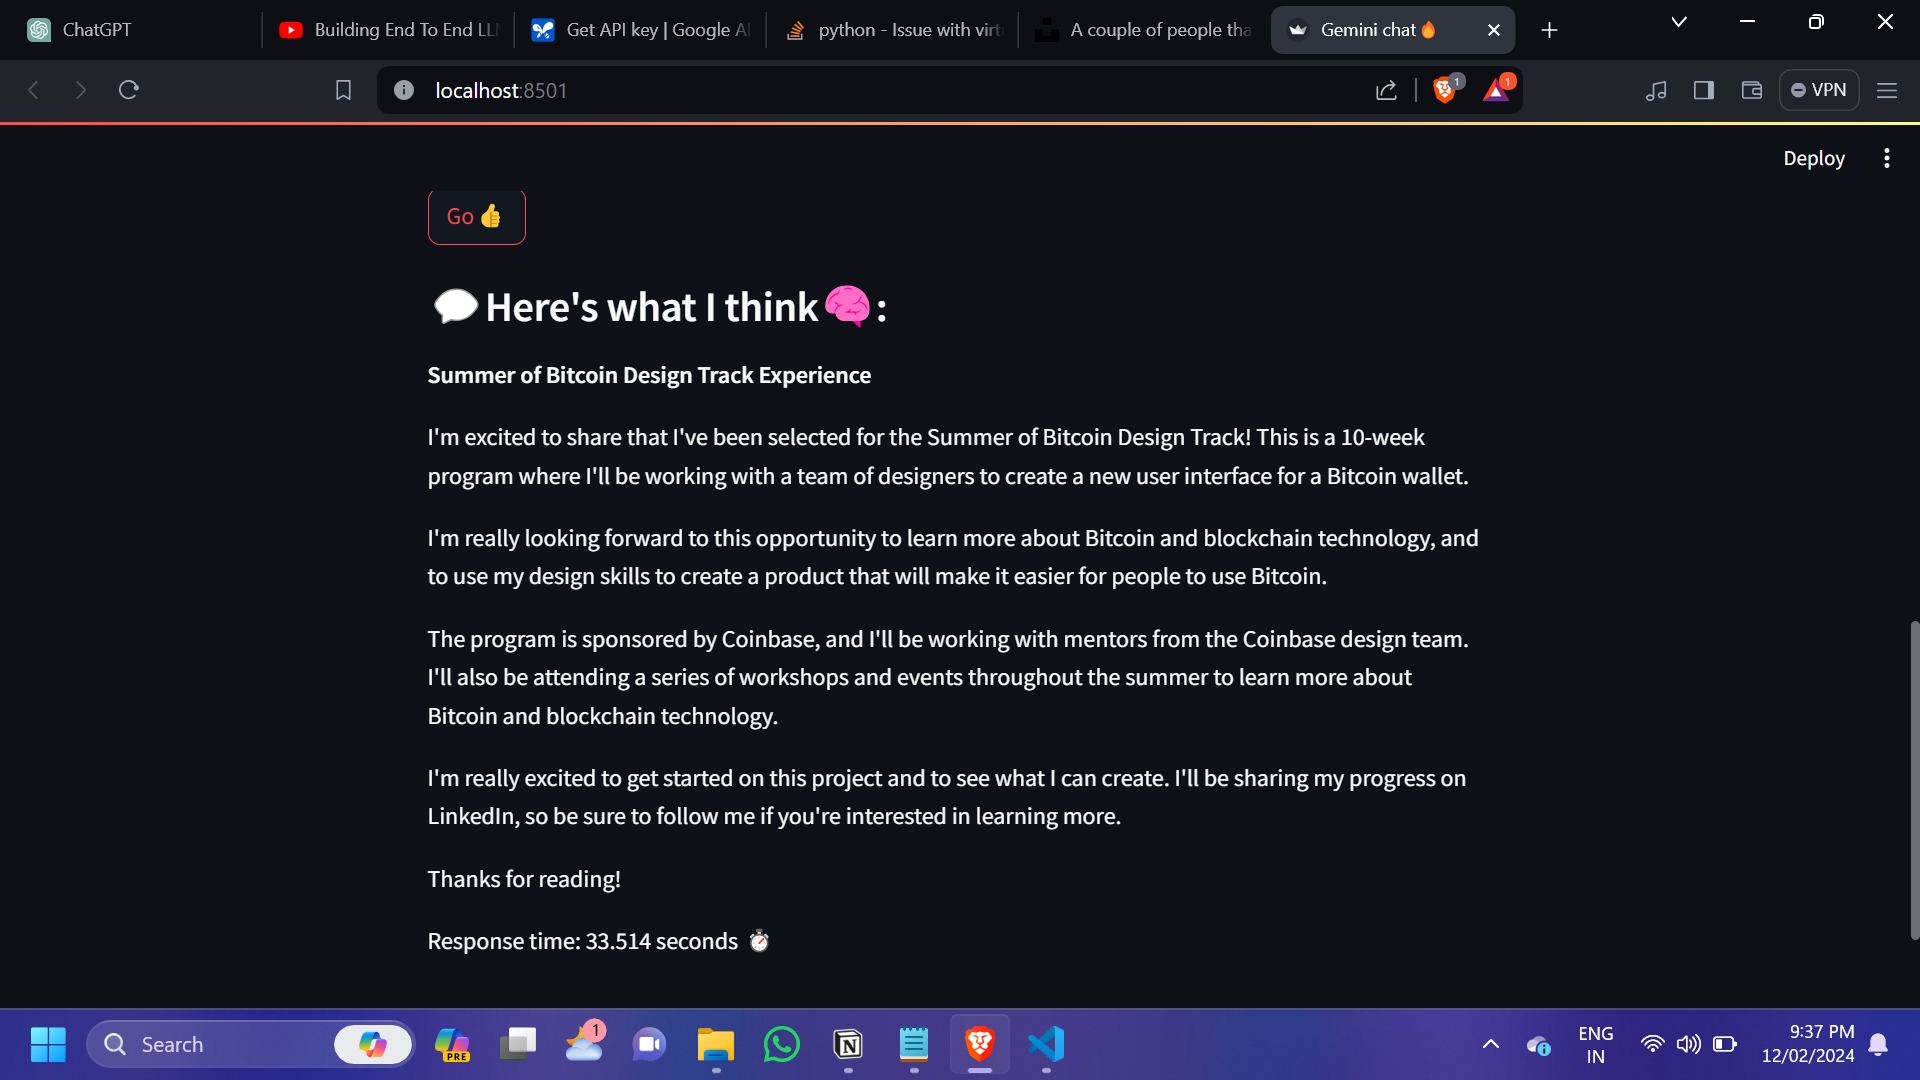 ChatGPT
Building End To End LL
Get API key | Google A
python - Issue with virt
A couple of people tha
Gemini chat🔥
localhost:8501
1
1
VPN
Deploy
Go 👍
💬Here's what I think🧠:
Summer of Bitcoin Design Track Experience
I'm excited to share that I've been selected for the Summer of Bitcoin Design Track! This is a 10-week
program where I'll be working with a team of designers to create a new user interface for a Bitcoin wallet.
I'm really looking forward to this opportunity to learn more about Bitcoin and blockchain technology, and
to use my design skills to create a product that will make it easier for people to use Bitcoin.
The program is sponsored by Coinbase, and I'll be working with mentors from the Coinbase design team.
I'll also be attending a series of workshops and events throughout the summer to learn more about
Bitcoin and blockchain technology.
I'm really excited to get started on this project and to see what I can create. I'll be sharing my progress on
LinkedIn, so be sure to follow me if you're interested in learning more.
Thanks for reading!
Response time: 33.514 seconds ⏱️
Search
PRE
1
ENG
IN
9:37 PM
12/02/2024